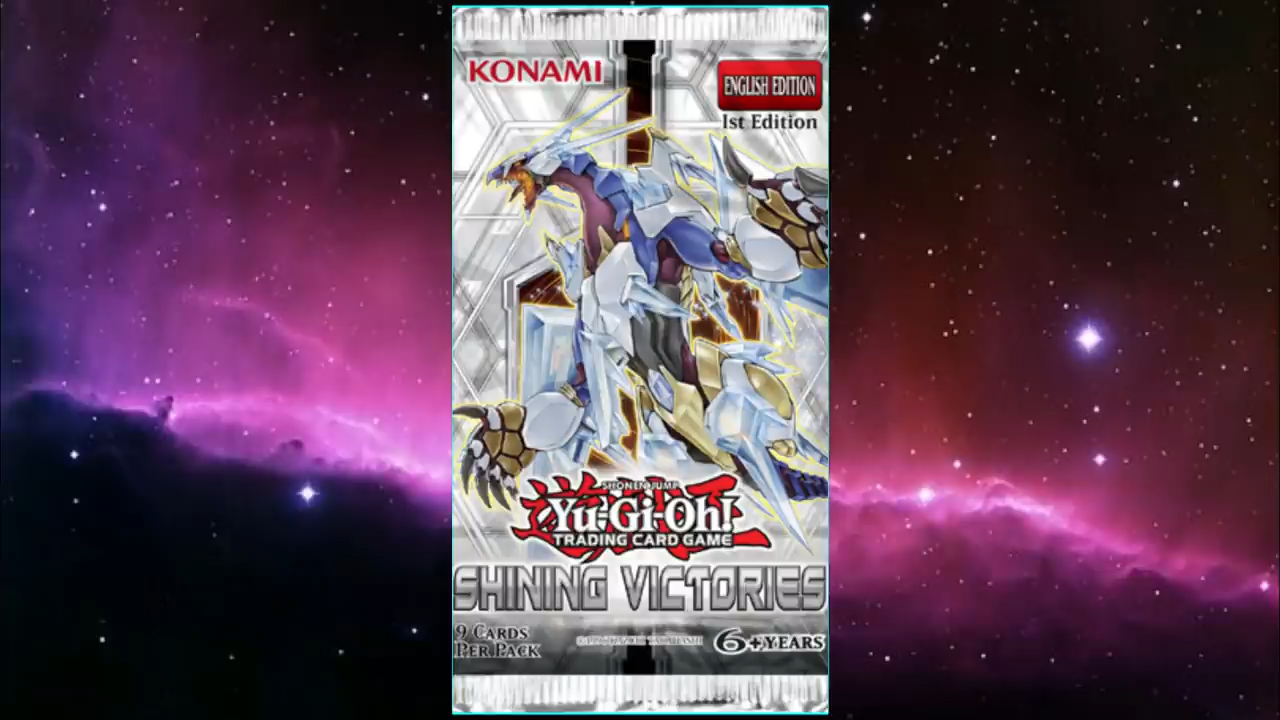 KONAMI
ENGLISH EDITION
1st Edition
SHONEN JUMP
Yu-Gi-Oh!
TRADING CARD GAME
SHINING VICTORIES
9 CARDS
PER PACK
6+YEARS